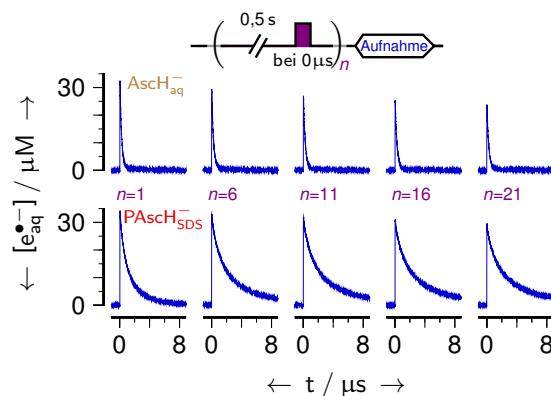 0,5 s
bei 0 µs
n
Aufnahme
AscH⁻aq
30
0
n=1 n=6 n=11 n=16 n=21
PAscH⁻SDS
30
0
← [e•−aq] / µM →
0 8 0 8 0 8 0 8 0 8
← t / µs →